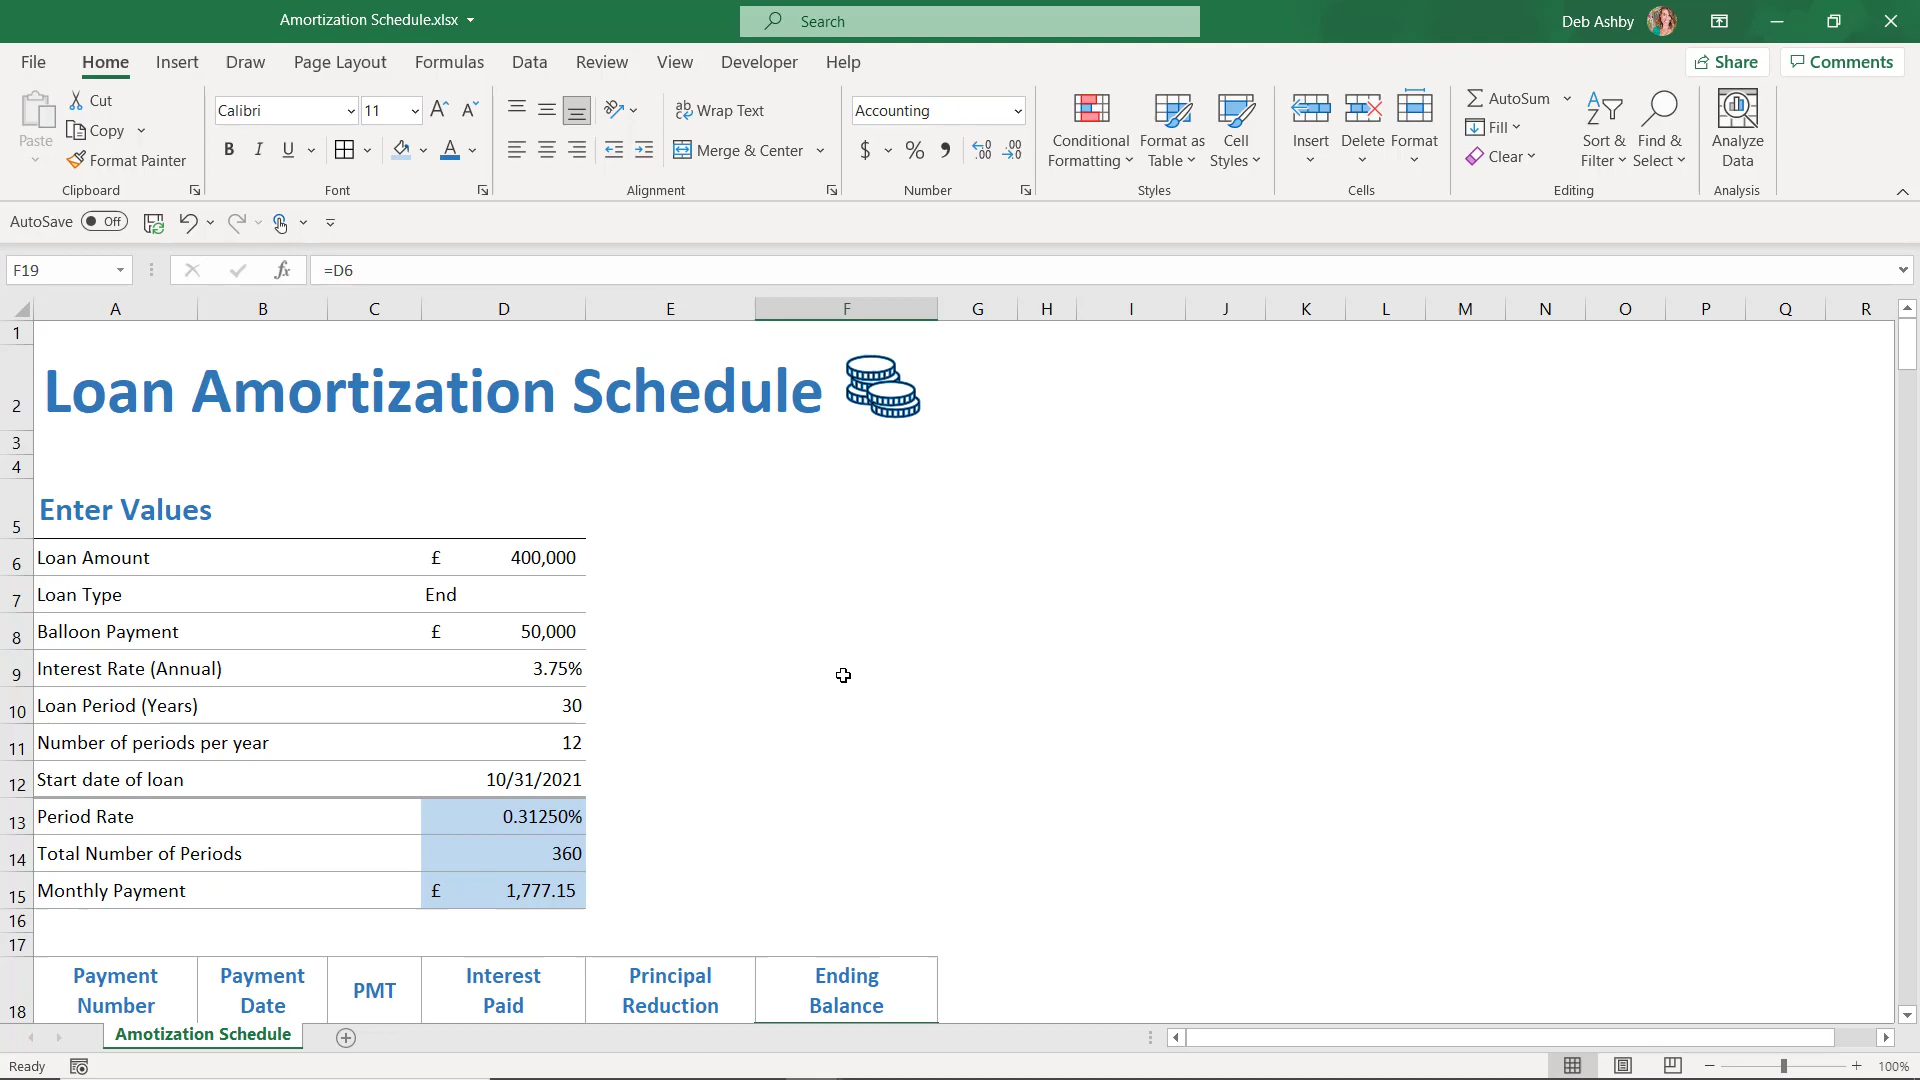 Amortization Schedule.xlsx
Search
Deb Ashby
File Home Insert Draw Page Layout Formulas Data Review View Developer Help
Share Comments
Paste
Cut
Copy
Format Painter
Clipboard
Calibri 11
B I U
Font
Wrap Text
Merge & Center
Alignment
Accounting
$ % ,
Number
Conditional Formatting
Format as Table
Cell Styles
Styles
Insert Delete Format
Cells
AutoSum
Fill
Clear
Sort & Filter
Find & Select
Editing
Analyze Data
Analysis
AutoSave Off
F19 fx =D6
A B C D E F G H I J K L M N O P Q R
1
2 Loan Amortization Schedule
3
4
5 Enter Values
6 Loan Amount £ 400,000
7 Loan Type End
8 Balloon Payment £ 50,000
9 Interest Rate (Annual) 3.75%
10 Loan Period (Years) 30
11 Number of periods per year 12
12 Start date of loan 10/31/2021
13 Period Rate 0.31250%
14 Total Number of Periods 360
15 Monthly Payment £ 1,777.15
16
17
18 Payment Number Payment Date PMT Interest Paid Principal Reduction Ending Balance
Amotization Schedule
Ready
100%